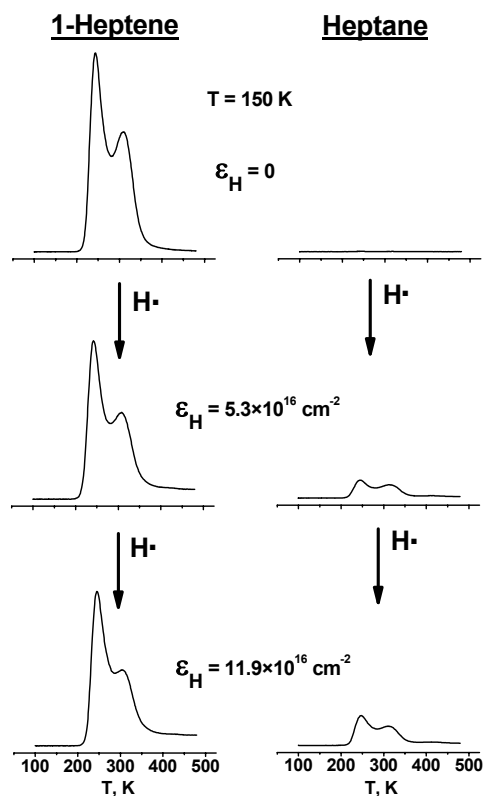 1-Heptene Heptane
T = 150 K
εH = 0
H· H·
εH = 5.3×10¹⁶ cm⁻²
H· H·
εH = 11.9×10¹⁶ cm⁻²
100 200 300 400 500 100 200 300 400 500
T, K T, K